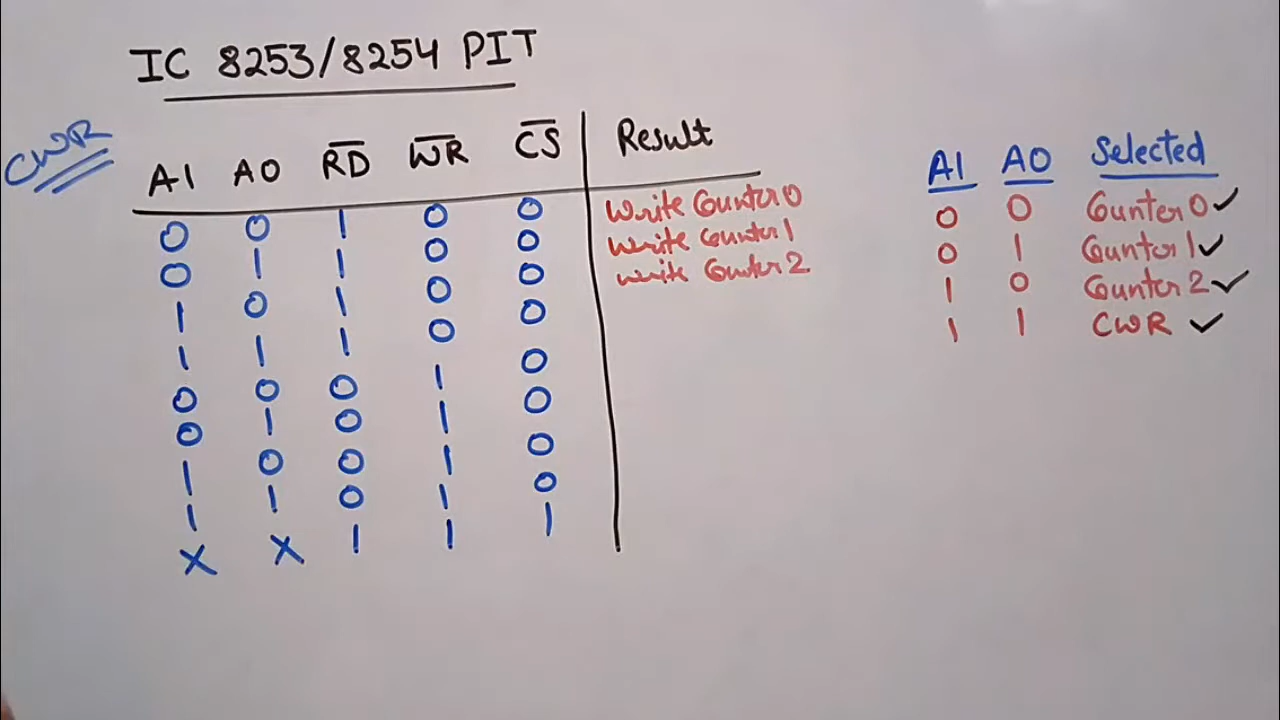 IC 8253/8254 PIT
CWR
A1 A0 R̅D̅ W̅R̅ C̅S̅ Result
0 0 1 0 0 Write Counter 0
0 1 1 0 0 Write Counter 1
1 0 1 0 0 Write Counter 2
1 1 1 0 0
0 0 0 1 0
0 1 0 1 0
1 0 0 1 0
1 1 0 1 0
X X 1 1 1
A1 A0 Selected
0 0 Counter 0 ✓
0 1 Counter 1 ✓
1 0 Counter 2 ✓
1 1 CWR ✓